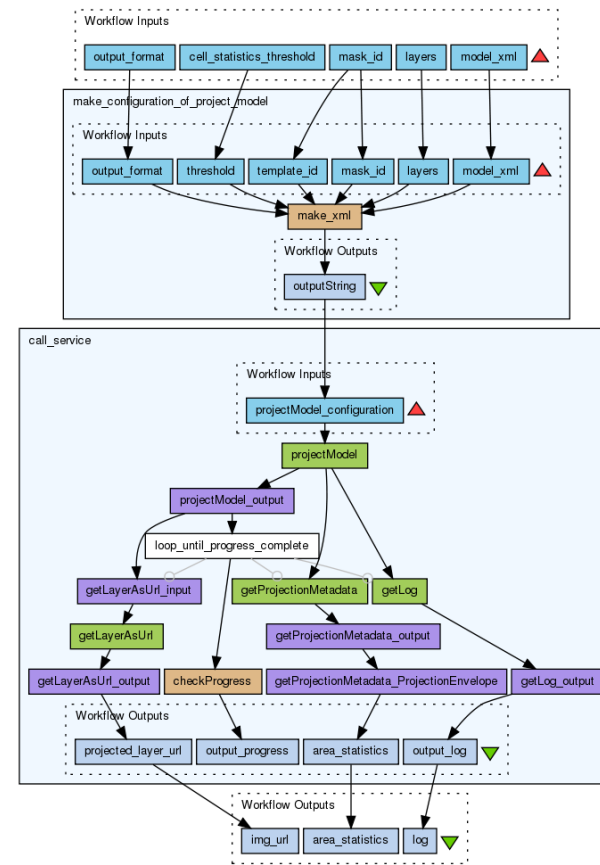 Workflow Inputs
output_format cell_statistics_threshold mask_id layers model_xml
make_configuration_of_project_model
Workflow Inputs
output_format threshold template_id mask_id layers model_xml
make_xml
Workflow Outputs
outputString
call_service
Workflow Inputs
projectModel_configuration
projectModel
projectModel_output
loop_until_progress_complete
getLayerAsUrl_input getProjectionMetadata getLog
getLayerAsUrl getProjectionMetadata_output
getLayerAsUrl_output checkProgress getProjectionMetadata_ProjectionEnvelope getLog_output
Workflow Outputs
projected_layer_url output_progress area_statistics output_log
Workflow Outputs
img_url area_statistics log